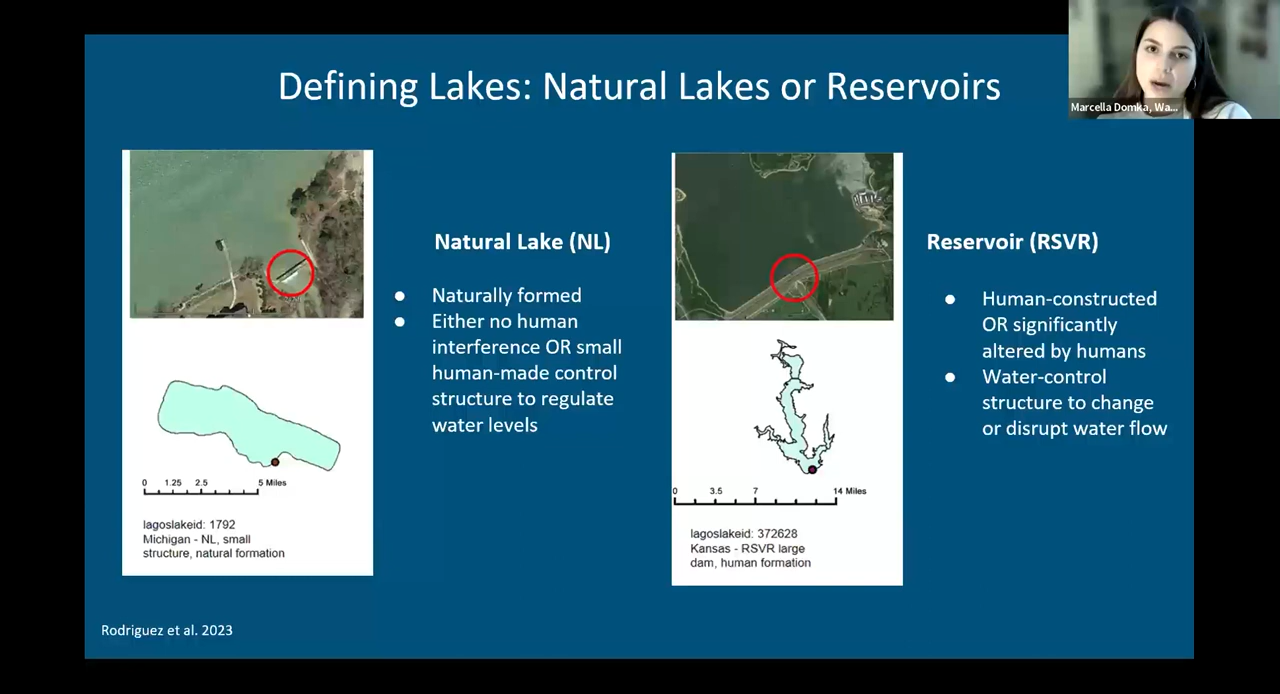 Defining Lakes: Natural Lakes or Reservoirs
Marcella Domka, Wa...
Natural Lake (NL)
● Naturally formed
● Either no human
interference OR small
human-made control
structure to regulate
water levels
0 1.25 2.5 5 Miles
lagoslakeid: 1792
Michigan - NL, small
structure, natural formation
Reservoir (RSVR)
● Human-constructed
OR significantly
altered by humans
● Water-control
structure to change
or disrupt water flow
0 3.5 7 14 Miles
lagoslakeid: 372628
Kansas - RSVR large
dam, human formation
Rodriguez et al. 2023